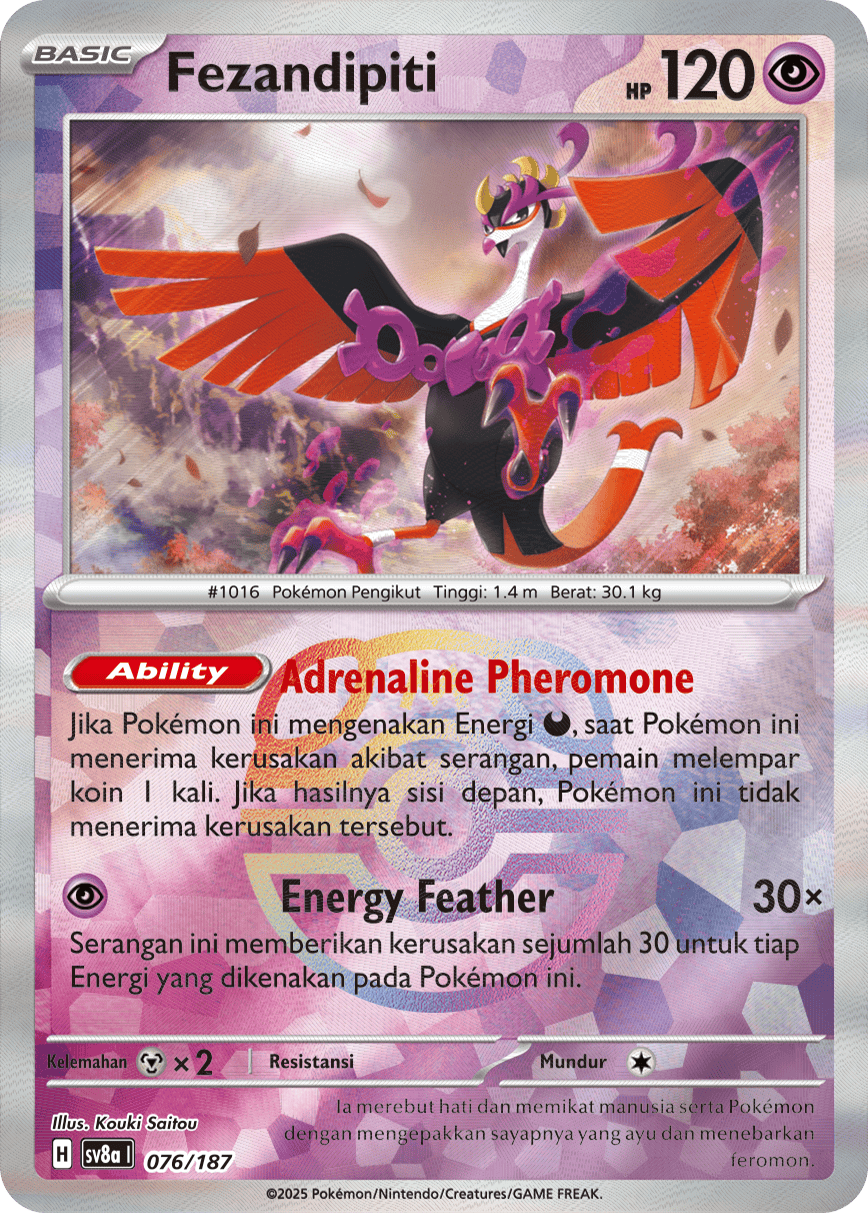 BASIC
Fezandipiti
HP 120
#1016 Pokémon Pengikut Tinggi: 1.4 m Berat: 30.1 kg
Ability
Adrenaline Pheromone
Jika Pokémon ini mengenakan Energi , saat Pokémon ini
menerima kerusakan akibat serangan, pemain melempar
koin 1 kali. Jika hasilnya sisi depan, Pokémon ini tidak
menerima kerusakan tersebut.
Energy Feather 30×
Serangan ini memberikan kerusakan sejumlah 30 untuk tiap
Energi yang dikenakan pada Pokémon ini.
Kelemahan ×2 Resistansi Mundur
Illus. Kouki Saitou
Ia merebut hati dan memikat manusia serta Pokémon
dengan mengepakkan sayapnya yang ayu dan menebarkan
feromon.
H sv8a I 076/187
©2025 Pokémon/Nintendo/Creatures/GAME FREAK.